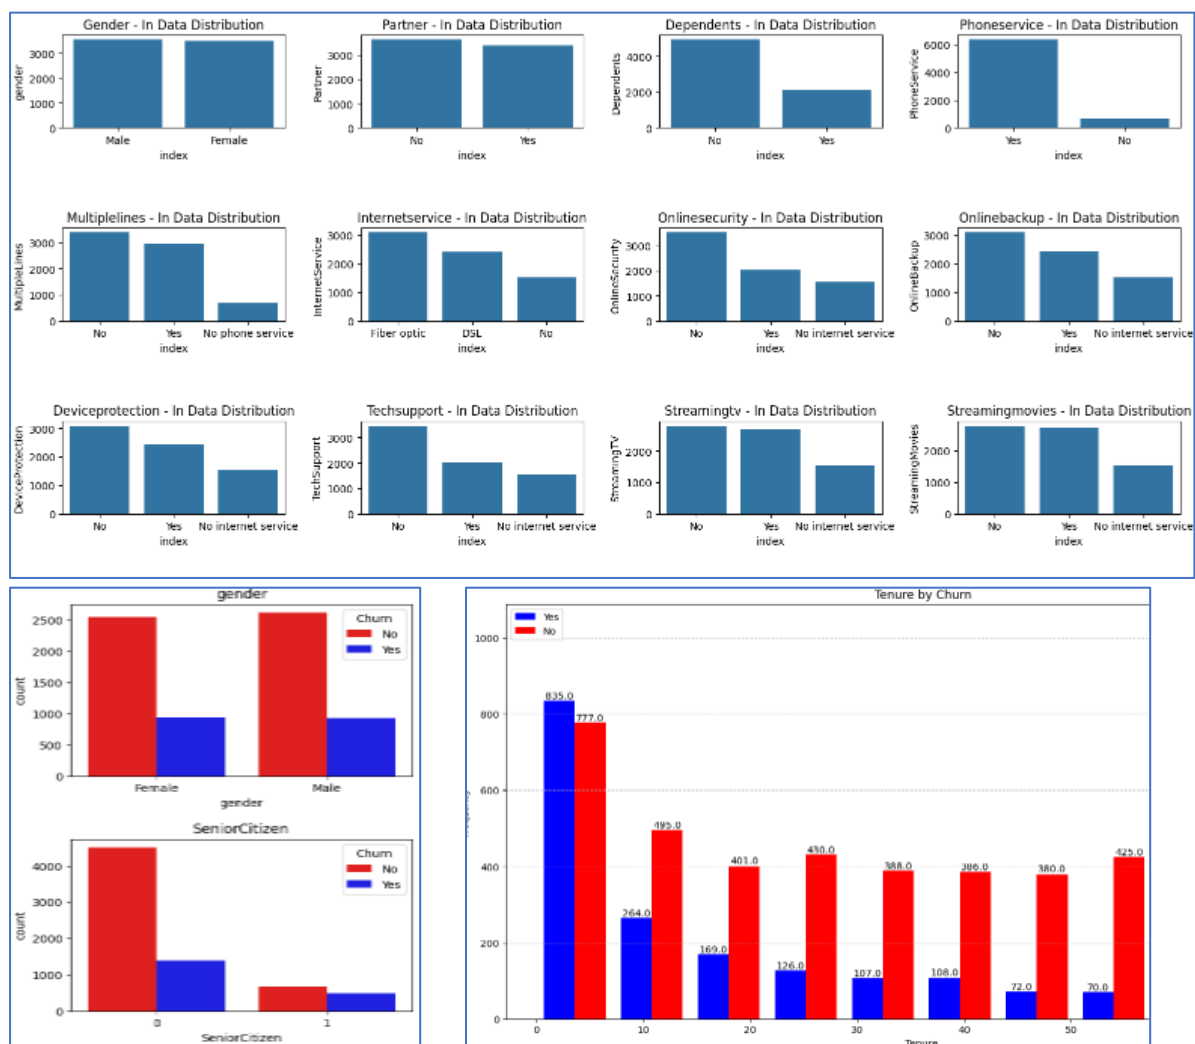 Gender - In Data Distribution
gender
3000
2000
1000
0
Male Female
index
Partner - In Data Distribution
Partner
3000
2000
1000
0
No Yes
index
Dependents - In Data Distribution
Dependents
4000
2000
0
No Yes
index
Phoneservice - In Data Distribution
PhoneService
6000
4000
2000
0
Yes No
index
Multiplelines - In Data Distribution
MultipleLines
3000
2000
1000
0
No Yes No phone service
index
Internetservice - In Data Distribution
InternetService
3000
2000
1000
0
Fiber optic DSL No
index
Onlinesecurity - In Data Distribution
OnlineSecurity
3000
2000
1000
0
No Yes No internet service
index
Onlinebackup - In Data Distribution
OnlineBackup
3000
2000
1000
0
No Yes No internet service
index
Deviceprotection - In Data Distribution
DeviceProtection
3000
2000
1000
0
No Yes No internet service
index
Techsupport - In Data Distribution
TechSupport
3000
2000
1000
0
No Yes No internet service
index
Streamingtv - In Data Distribution
StreamingTV
2000
1000
0
No Yes No internet service
index
Streamingmovies - In Data Distribution
StreamingMovies
2000
1000
0
No Yes No internet service
index
gender
Churn
No
Yes
count
2500
2000
1500
1000
500
0
Female Male
gender
SeniorCitizen
Churn
No
Yes
count
4000
3000
2000
1000
0
0 1
SeniorCitizen
Tenure by Churn
Yes
No
1000
800
600
400
200
0
835.0 777.0
264.0 495.0
169.0 401.0
126.0 430.0
107.0 388.0
108.0 386.0
72.0 380.0
70.0 425.0
0 10 20 30 40 50
Tenure